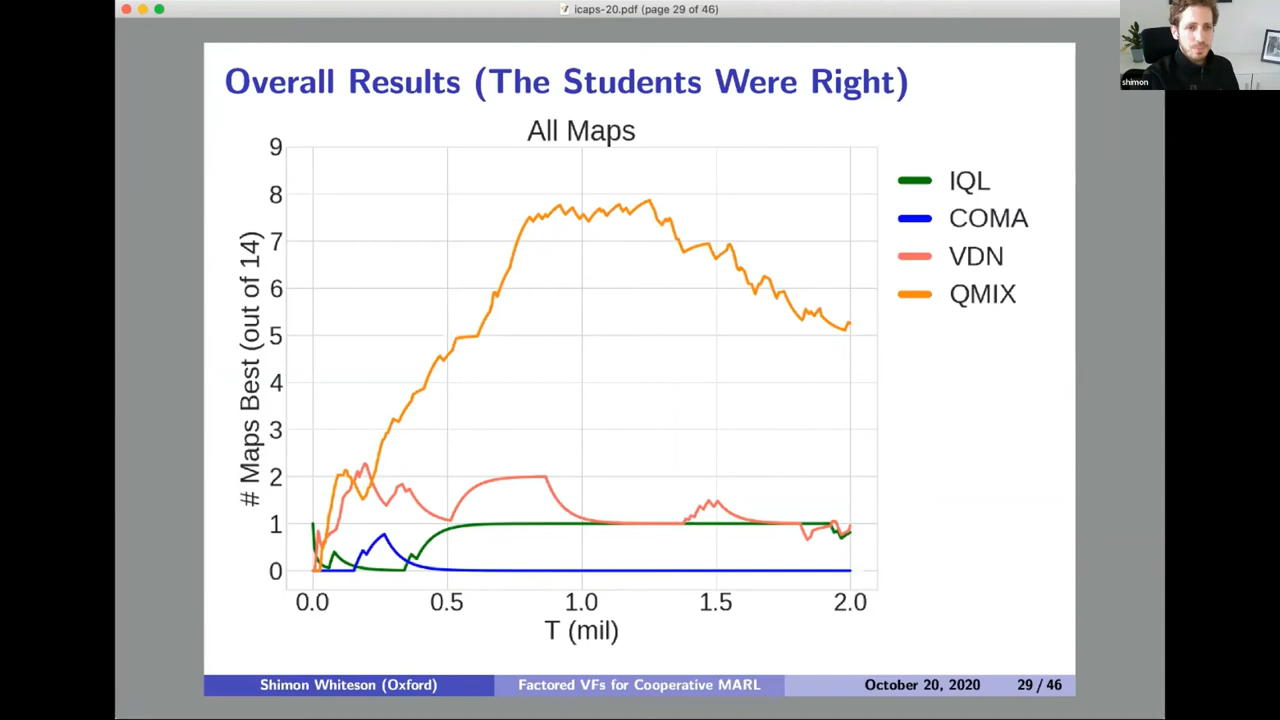 icaps-20.pdf (page 29 of 46)
shimon
Overall Results (The Students Were Right)
All Maps
# Maps Best (out of 14)
9
8
7
6
5
4
3
2
1
0
0.0 0.5 1.0 1.5 2.0
T (mil)
IQL
COMA
VDN
QMIX
Shimon Whiteson (Oxford) Factored VFs for Cooperative MARL October 20, 2020 29 / 46